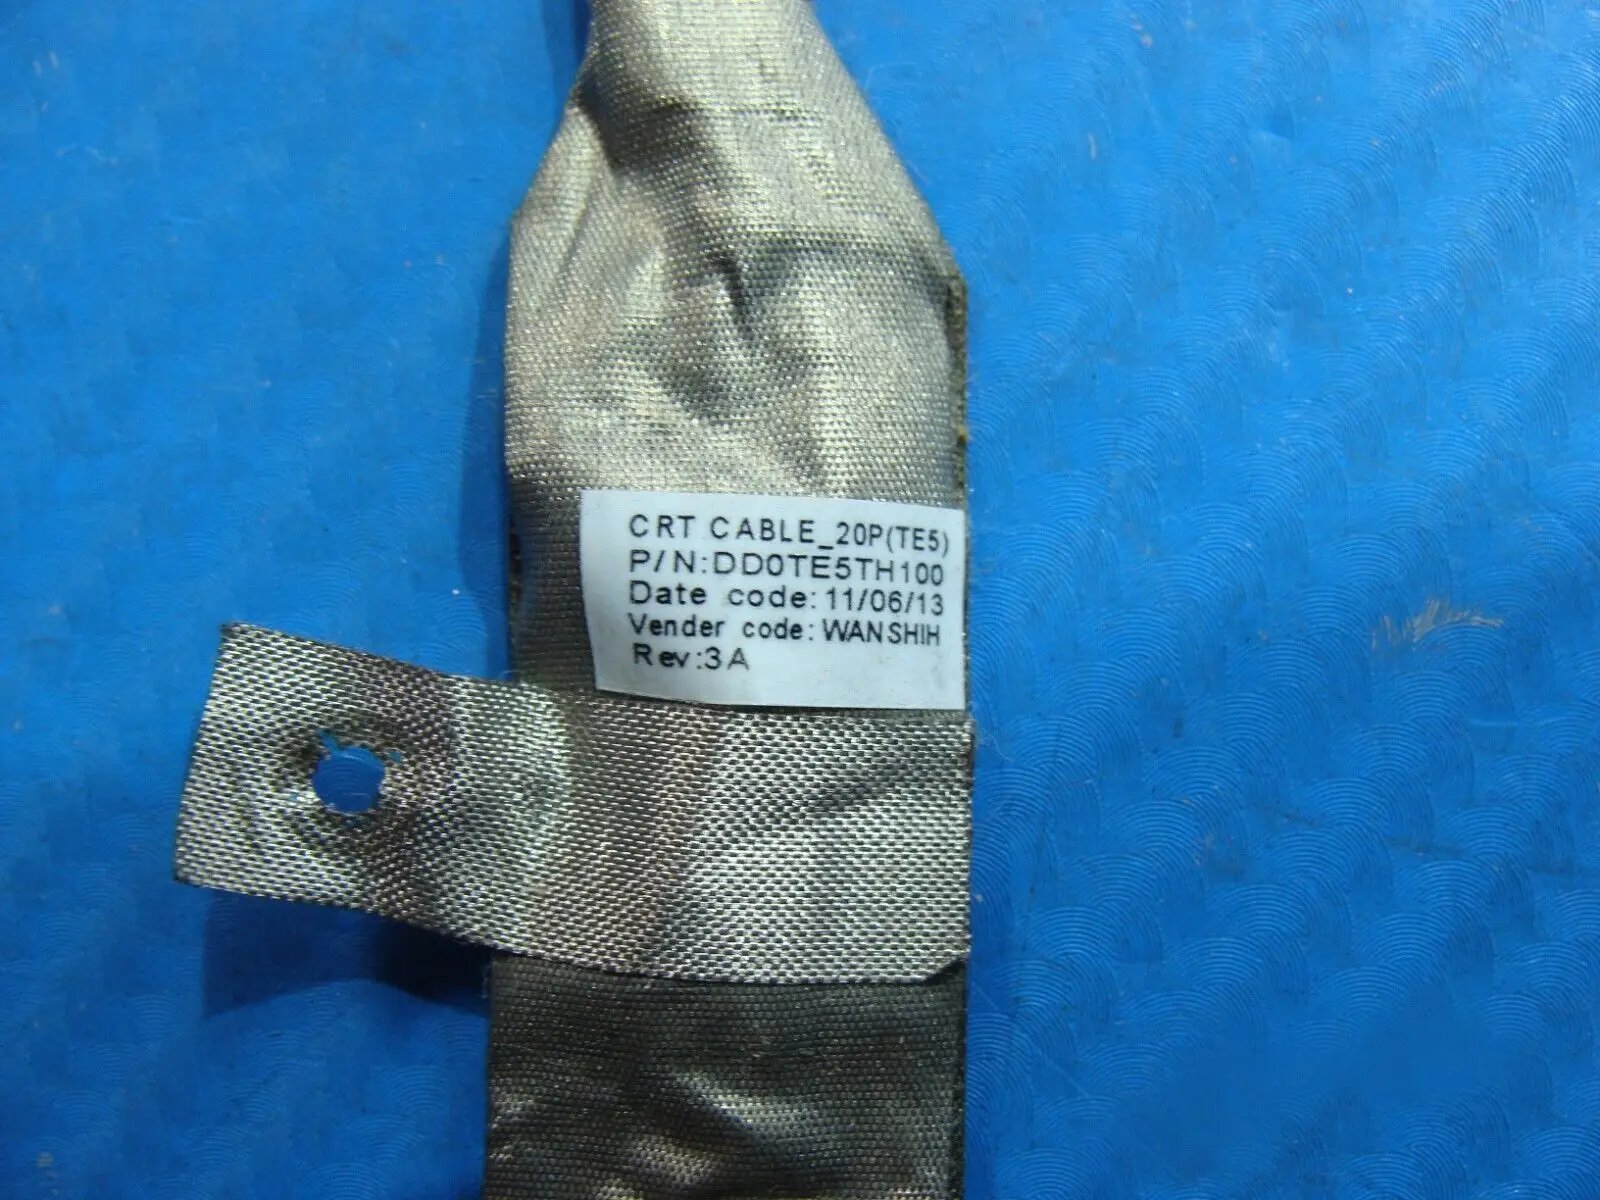 CRT CABLE_20P(TE5)
P/N:DD0TE5TH100
Date code: 11/06/13
Vender code: WANSHIH
Rev:3A